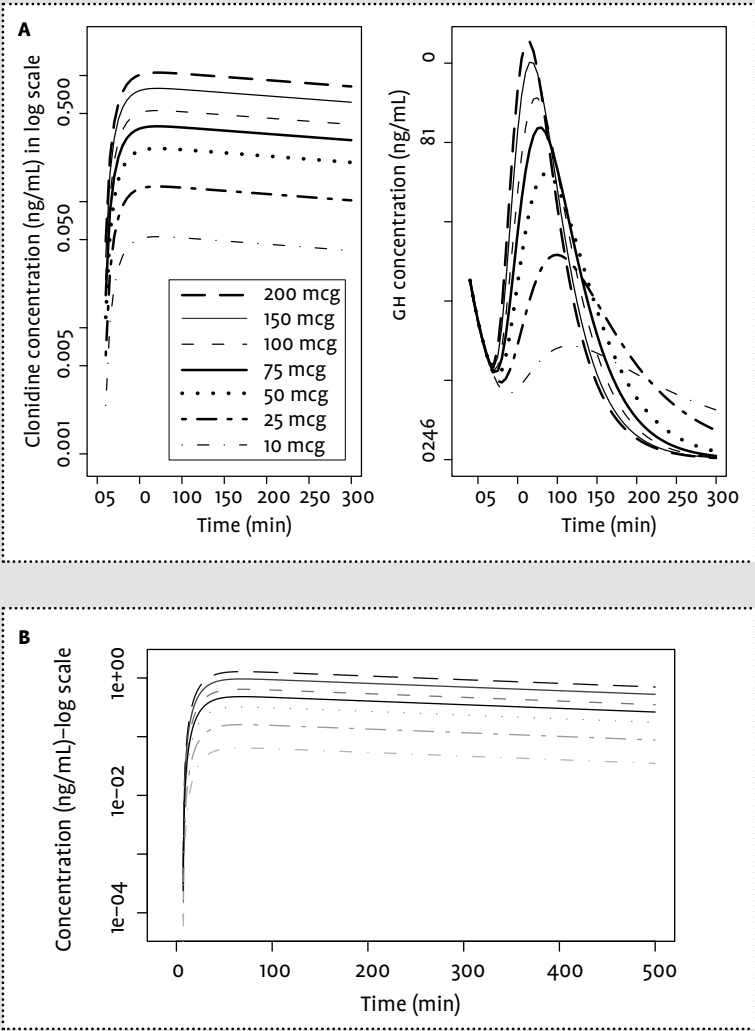 A
Clonidine concentration (ng/mL) in log scale
0.500
0.050
0.005
0.001
200 mcg
150 mcg
100 mcg
75 mcg
50 mcg
25 mcg
10 mcg
05 0 100 150 200 250 300
Time (min)
GH concentration (ng/mL)
0
81
0246
05 0 100 150 200 250 300
Time (min)
B
Concentration (ng/mL)–log scale
1e+00
1e–02
1e–04
0 100 200 300 400 500
Time (min)